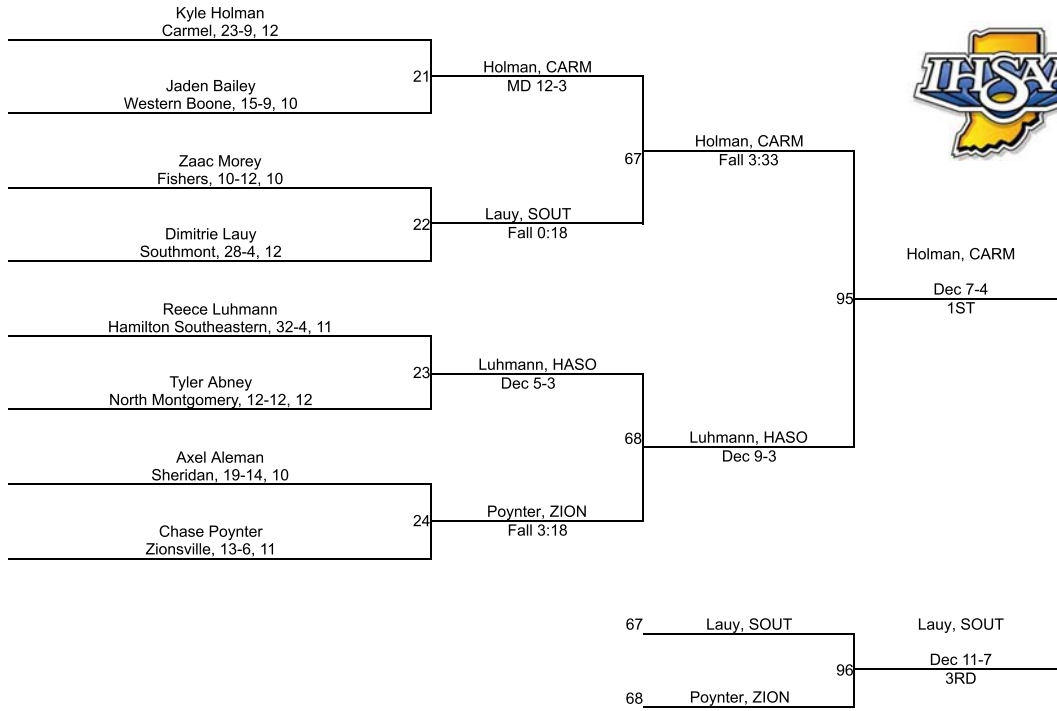 Kyle Holman
Carmel, 23-9, 12
Jaden Bailey
Western Boone, 15-9, 10
21
Holman, CARM
MD 12-3
Zaac Morey
Fishers, 10-12, 10
Dimitrie Lauy
Southmont, 28-4, 12
22
Lauy, SOUT
Fall 0:18
67
Holman, CARM
Fall 3:33
Reece Luhmann
Hamilton Southeastern, 32-4, 11
Tyler Abney
North Montgomery, 12-12, 12
23
Luhmann, HASO
Dec 5-3
Axel Aleman
Sheridan, 19-14, 10
Chase Poynter
Zionsville, 13-6, 11
24
Poynter, ZION
Fall 3:18
68
Luhmann, HASO
Dec 9-3
95
Holman, CARM
Dec 7-4
1ST
67
Lauy, SOUT
68
Poynter, ZION
96
Lauy, SOUT
Dec 11-7
3RD
IHSAA